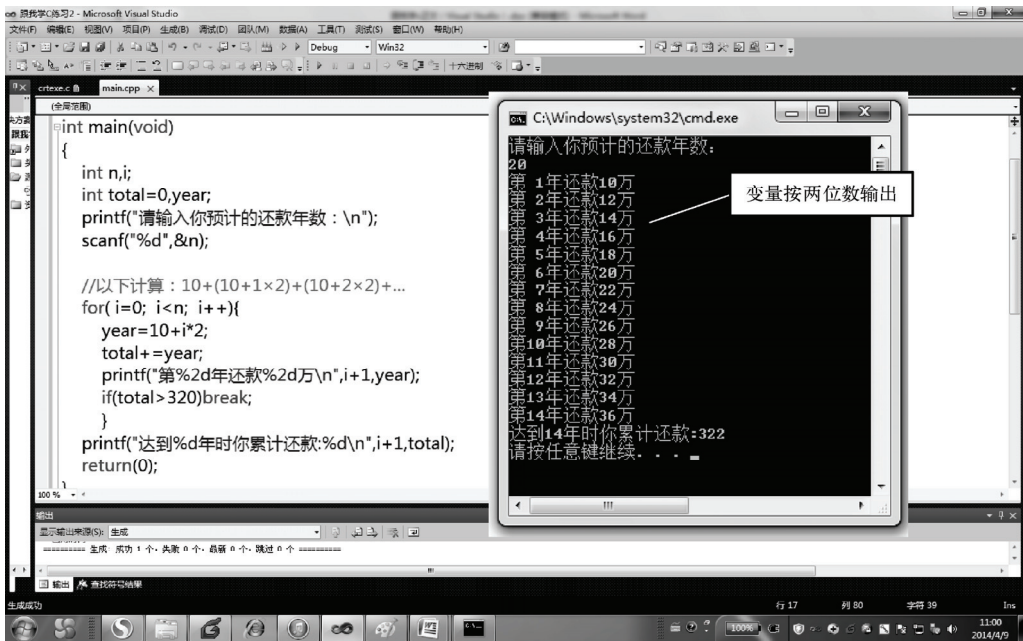 跟我学C练习2 - Microsoft Visual Studio
文件(F) 编辑(E) 视图(V) 项目(P) 生成(B) 调试(D) 团队(M) 数据(A) 工具(T) 测试(S) 窗口(W) 帮助(H)
Debug Win32
十六进制
crtexe.c main.cpp
(全局范围)
int main(void)
{
int n,i;
int total=0,year;
printf("请输入你预计的还款年数：\n");
scanf("%d",&n);
//以下计算：10+(10+1×2)+(10+2×2)+...
for( i=0; i<n; i++){
year=10+i*2;
total+=year;
printf("第%2d年还款%2d万\n",i+1,year);
if(total>320)break;
}
printf("达到%d年时你累计还款:%d\n",i+1,total);
return(0);
}
C:\Windows\system32\cmd.exe
请输入你预计的还款年数：
20
第 1年还款10万
第 2年还款12万
第 3年还款14万
第 4年还款16万
第 5年还款18万
第 6年还款20万
第 7年还款22万
第 8年还款24万
第 9年还款26万
第10年还款28万
第11年还款30万
第12年还款32万
第13年还款34万
第14年还款36万
达到14年时你累计还款:322
请按任意键继续. . .
变量按两位数输出
100 %
输出
显示输出来源(S): 生成
========== 生成: 成功 1 个，失败 0 个，最新 0 个，跳过 0 个 ==========
输出 查找符号结果
生成成功 行 17 列 80 字符 39 Ins
100% 11:00
2014/4/9